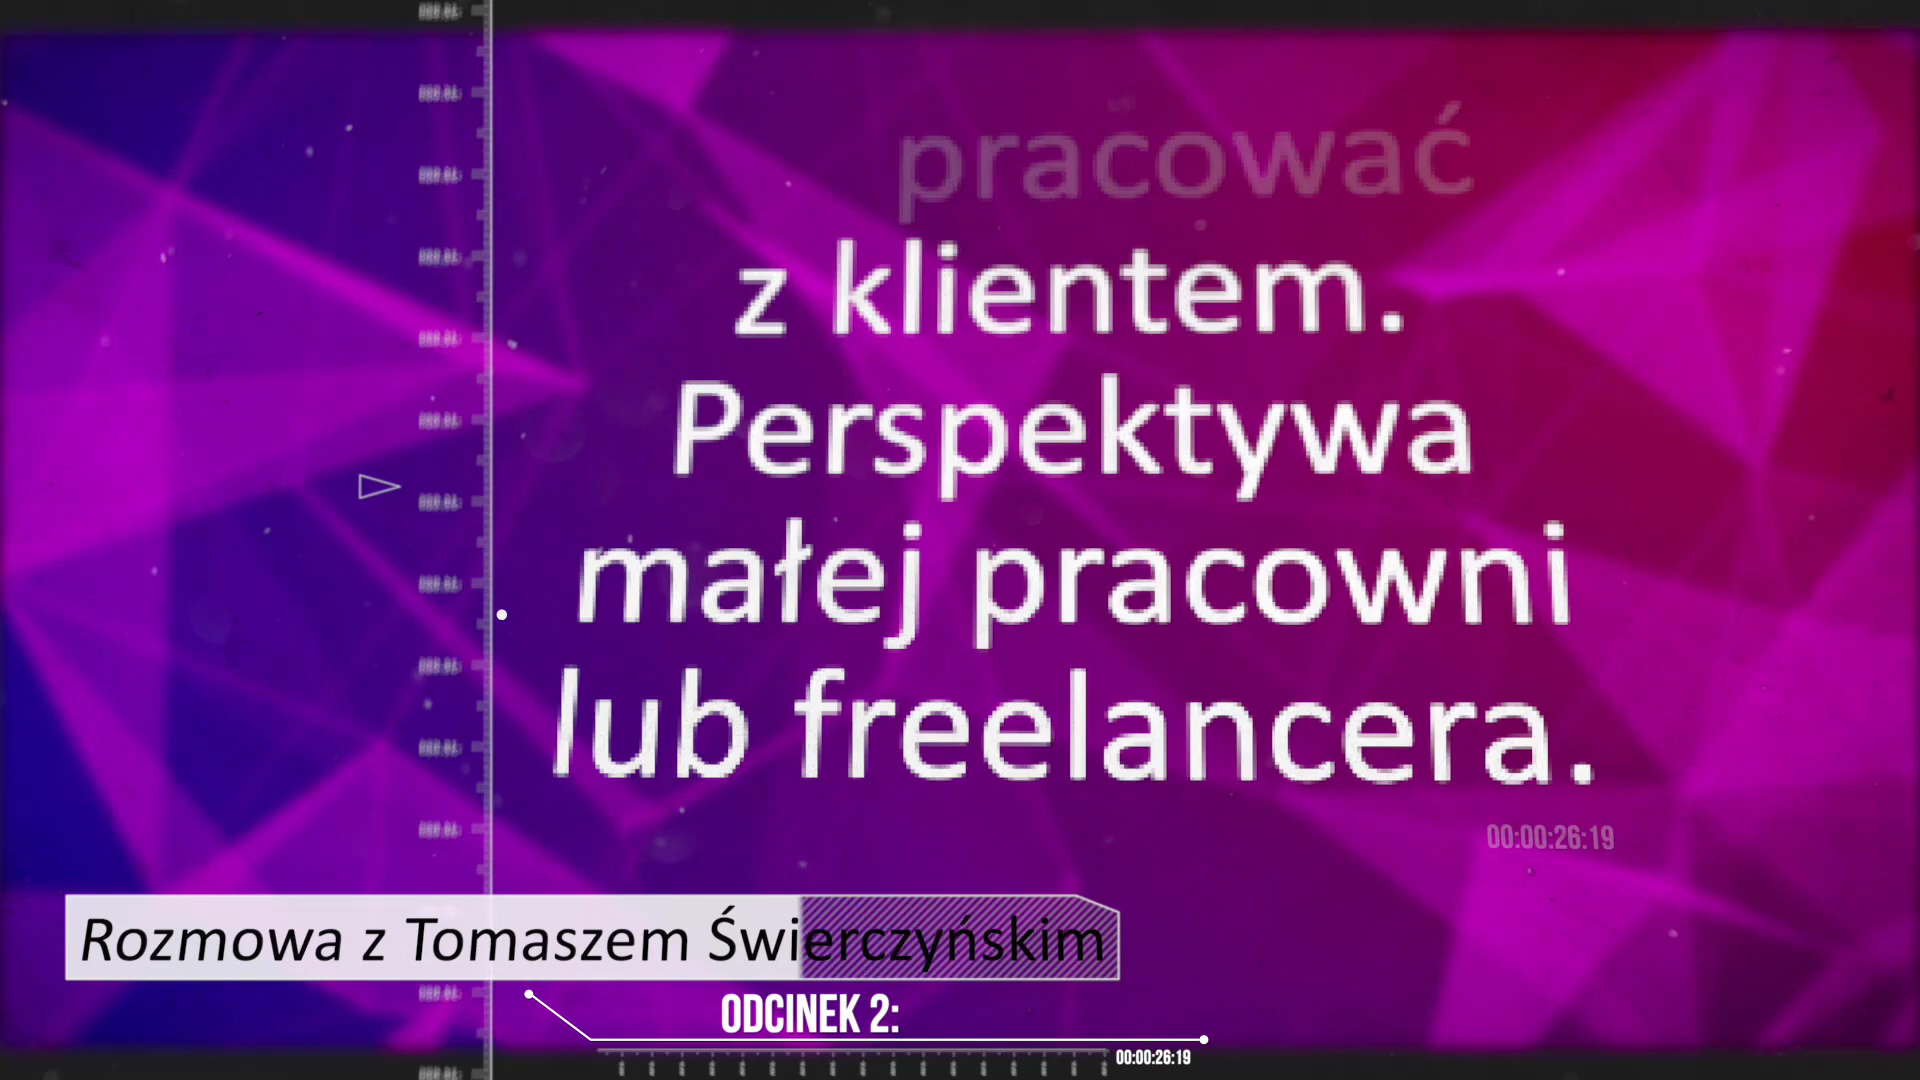 pracować
z klientem.
Perspektywa
małej pracowni
lub freelancera.
00:00:26:19
Rozmowa z Tomaszem Świerczyńskim
ODCINEK 2:
00:00:26:19